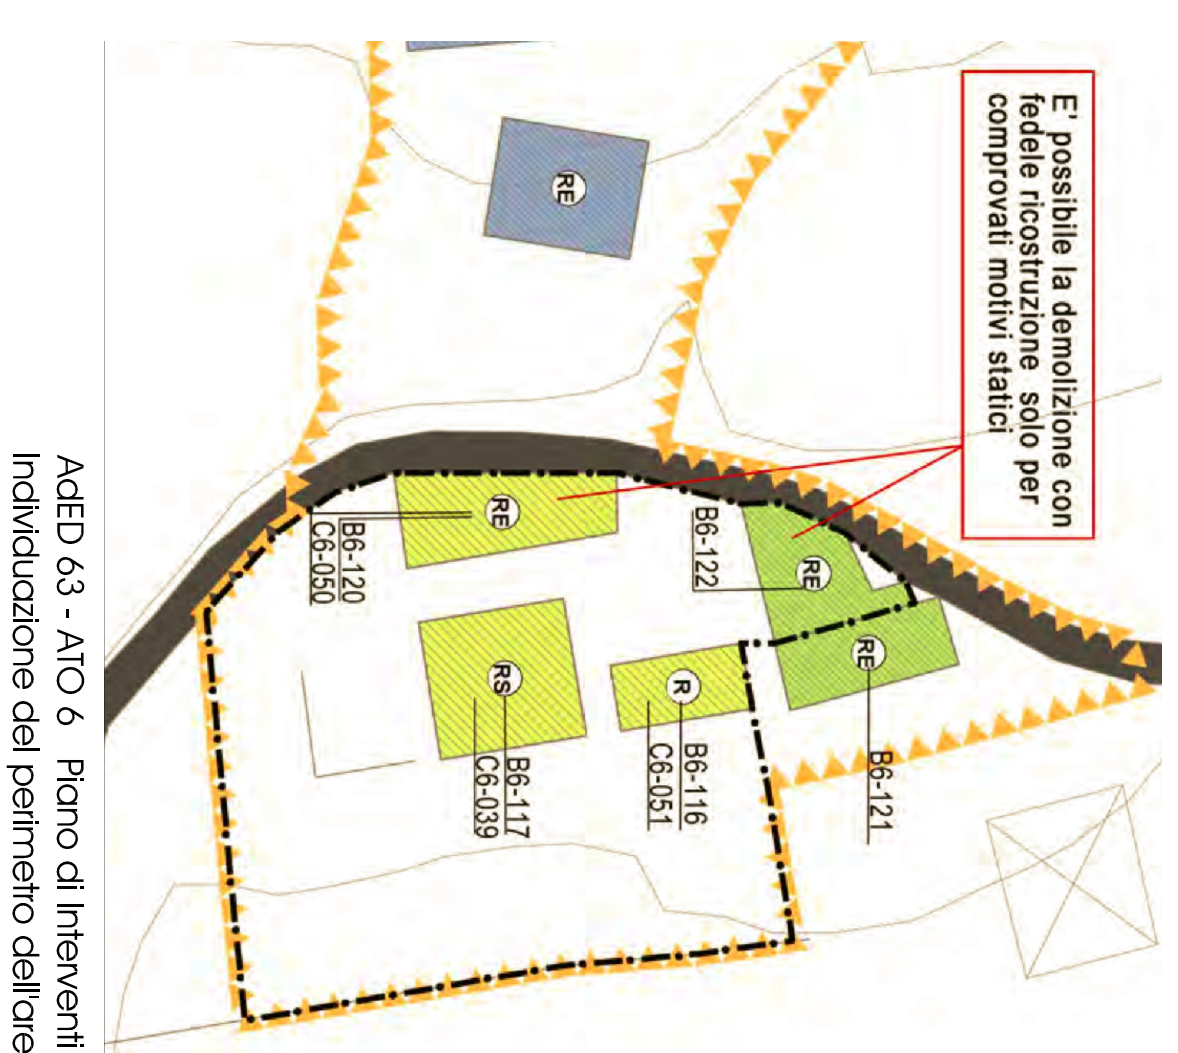 E' possibile la demolizione con
fedele ricostruzione solo per
comprovati motivi statici
RE
RE
B6-120
C6-050
B6-122
RE
RE
B6-121
R
B6-116
C6-051
RS
B6-117
C6-039
AdED 63 - ATO 6 Piano di Interventi
Individuazione del perimetro dell'are